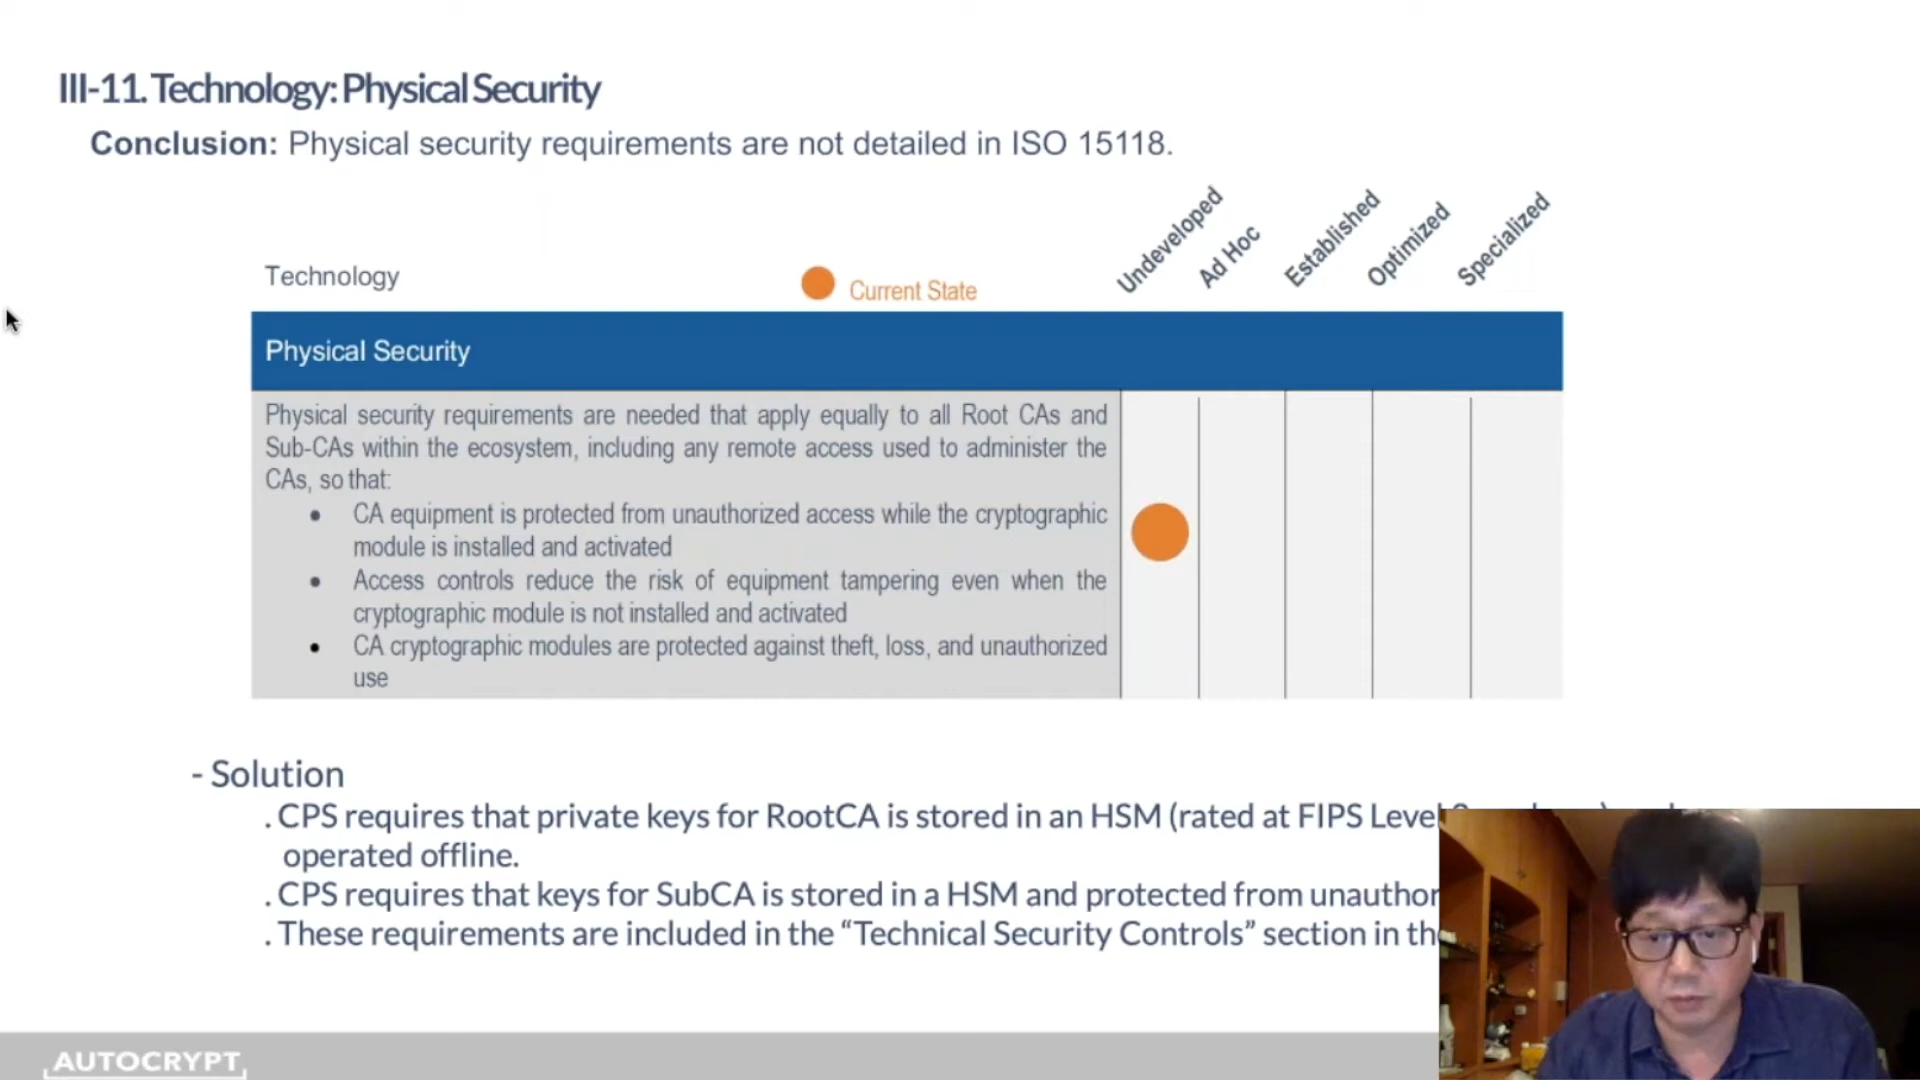 III-11. Technology: Physical Security
Conclusion: Physical security requirements are not detailed in ISO 15118.
Undeveloped
Ad Hoc
Established
Optimized
Specialized
Technology
Current State
Physical Security
Physical security requirements are needed that apply equally to all Root CAs and
Sub-CAs within the ecosystem, including any remote access used to administer the
CAs, so that:
• CA equipment is protected from unauthorized access while the cryptographic
module is installed and activated
• Access controls reduce the risk of equipment tampering even when the
cryptographic module is not installed and activated
• CA cryptographic modules are protected against theft, loss, and unauthorized
use
- Solution
. CPS requires that private keys for RootCA is stored in an HSM (rated at FIPS Level
operated offline.
. CPS requires that keys for SubCA is stored in a HSM and protected from
. These requirements are included in the “Technical Security Controls” section in
AUTOCRYPT